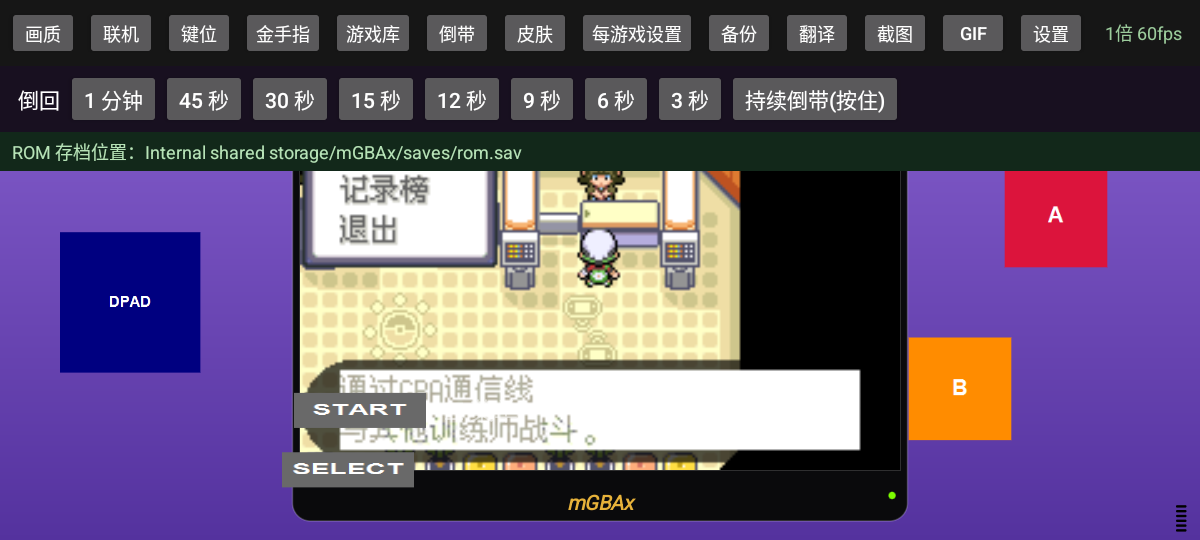 画质 联机 键位 金手指 游戏库 倒带 皮肤 每游戏设置 备份 翻译 截图 GIF 设置 1倍 60fps
倒回 1 分钟 45 秒 30 秒 15 秒 12 秒 9 秒 6 秒 3 秒 持续倒带(按住)
ROM 存档位置：Internal shared storage/mGBAx/saves/rom.sav
记录榜
A
退出
DPAD
通过GBA通信线
B
START
与其他训练师战斗。
SELECT
mGBAx